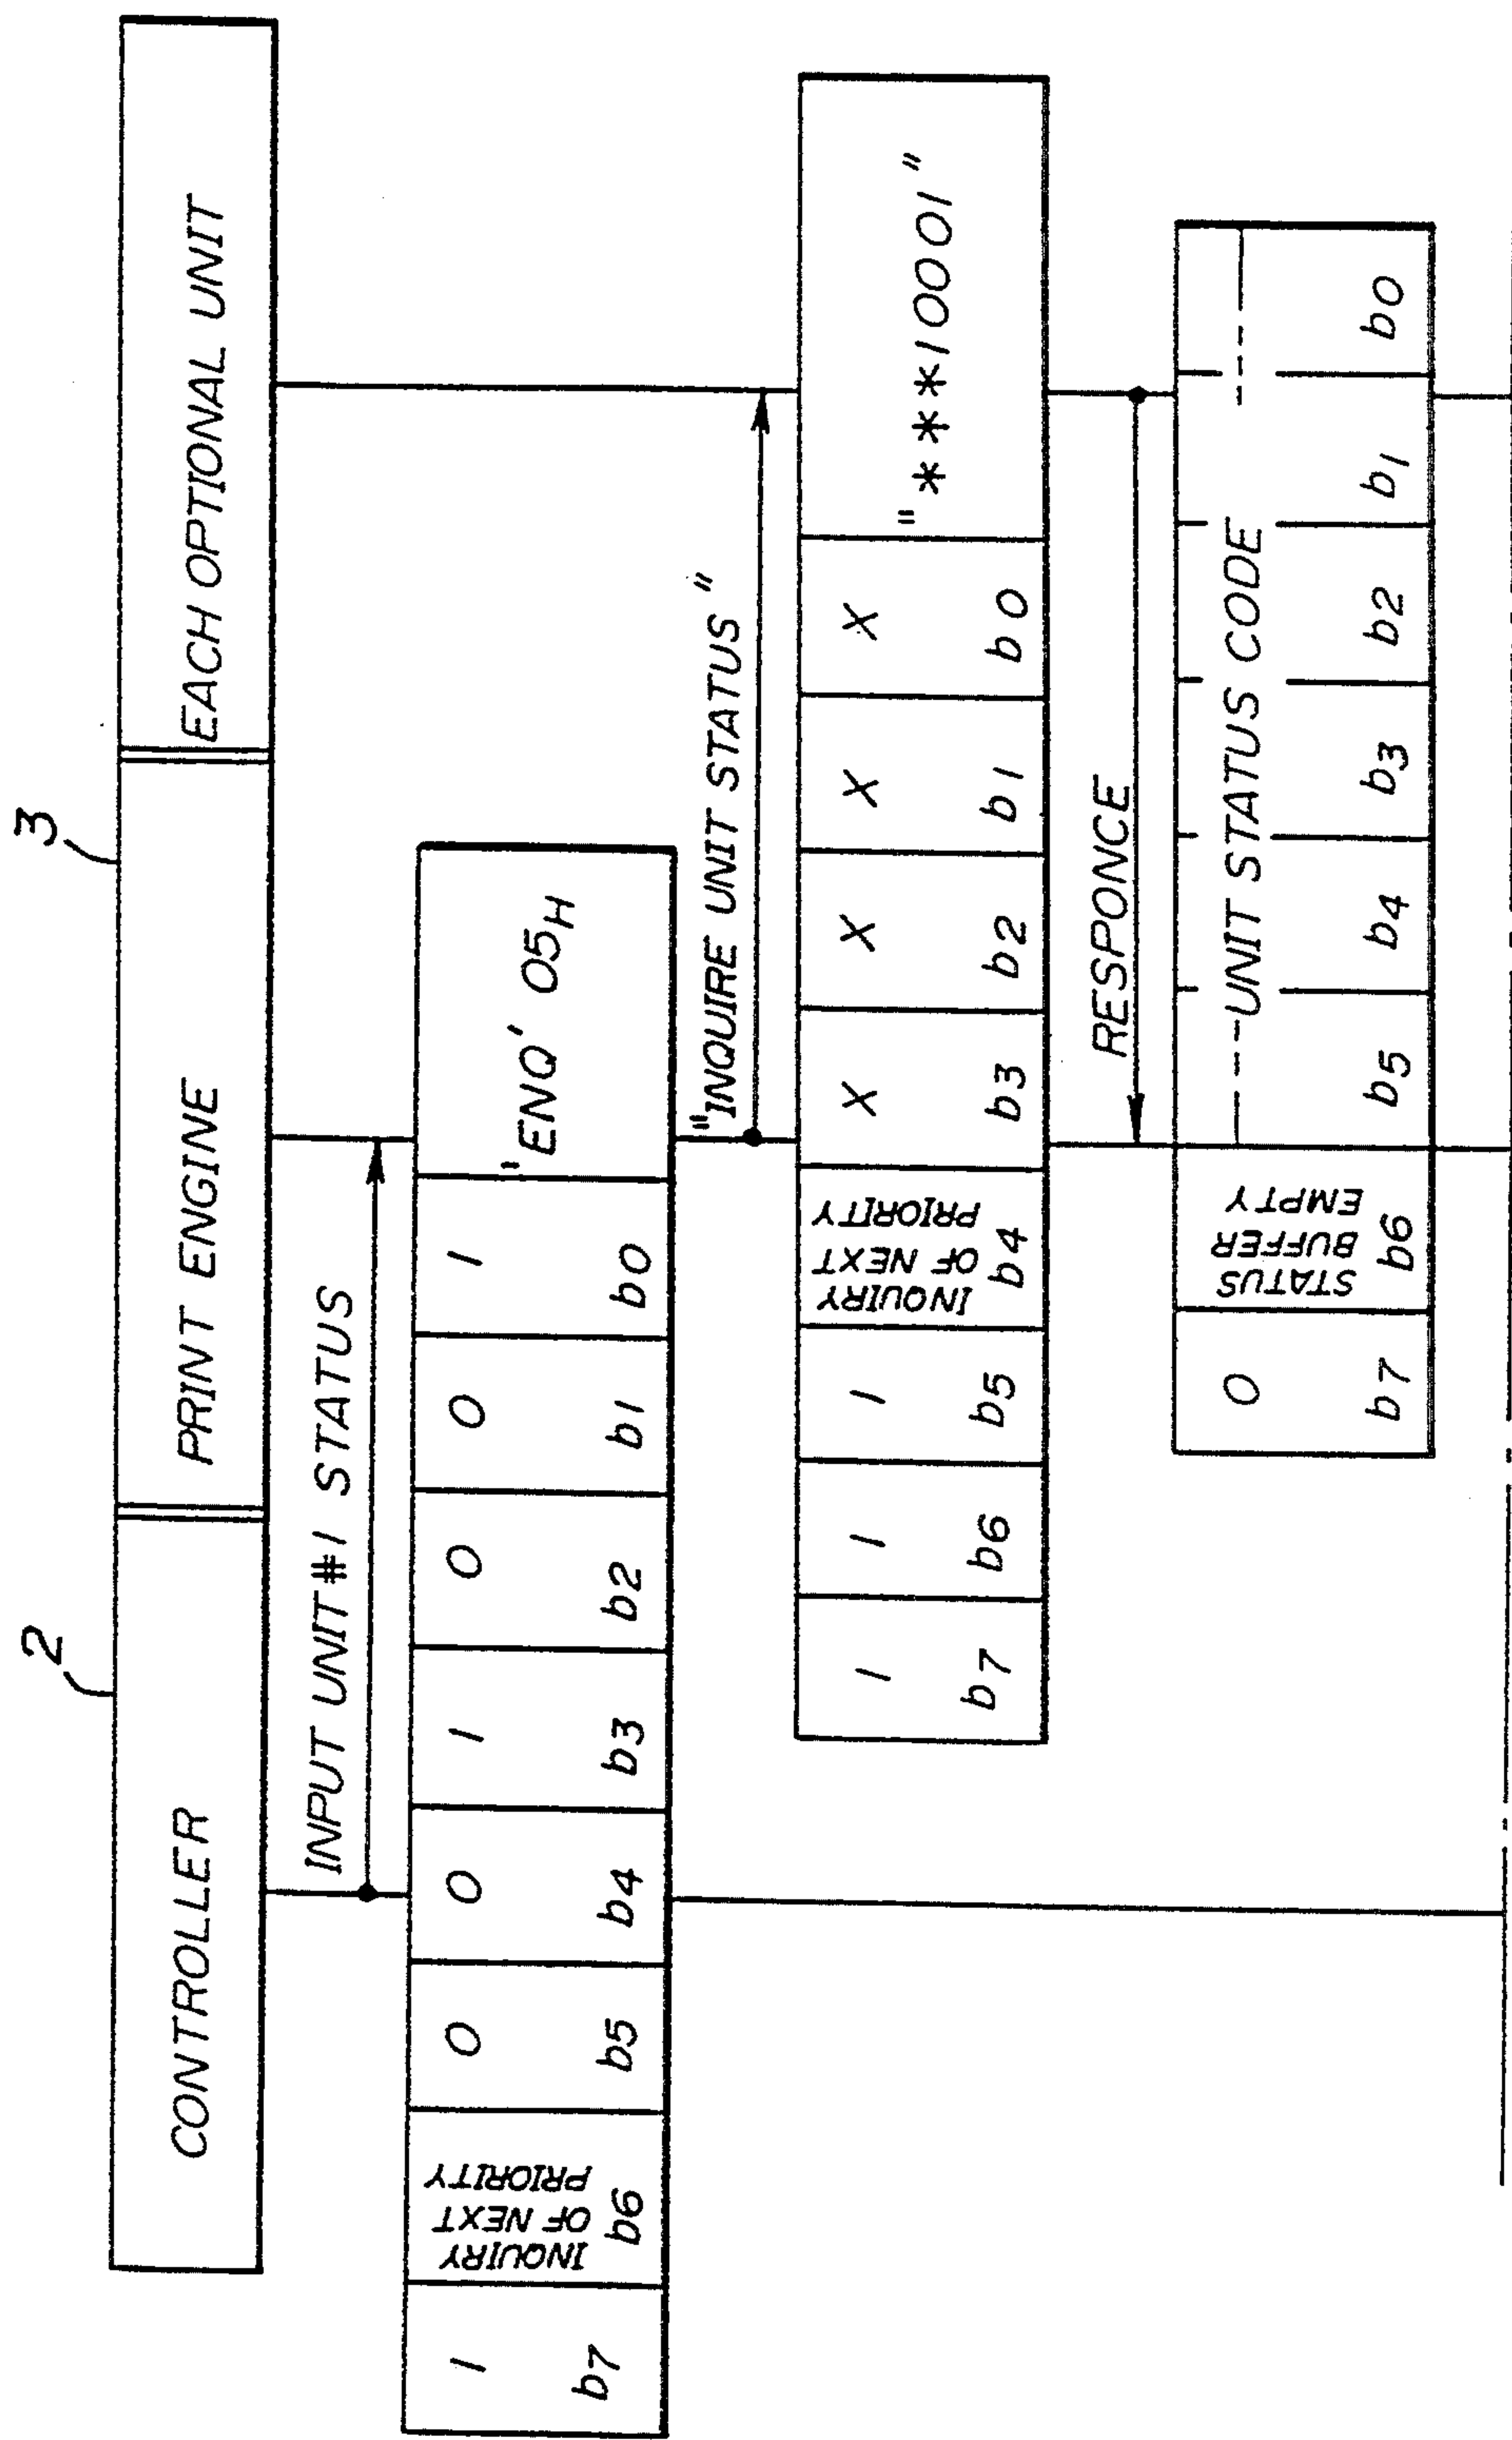 2
3
CONTROLLER
PRINT ENGINE
EACH OPTIONAL UNIT
INPUT UNIT #1 STATUS
1
INQUIRY
OF NEXT
PRIORITY
0
0
1
0
0
1
'ENQ' 05H
b7
b6
b5
b4
b3
b2
b1
b0
"INQUIRE UNIT STATUS"
1
1
1
INQUIRY
OF NEXT
PRIORITY
X
X
X
X
"***10001"
b7
b6
b5
b4
b3
b2
b1
b0
RESPONCE
0
STATUS
BUFFER
EMPTY
UNIT STATUS CODE
b7
b6
b5
b4
b3
b2
b1
b0